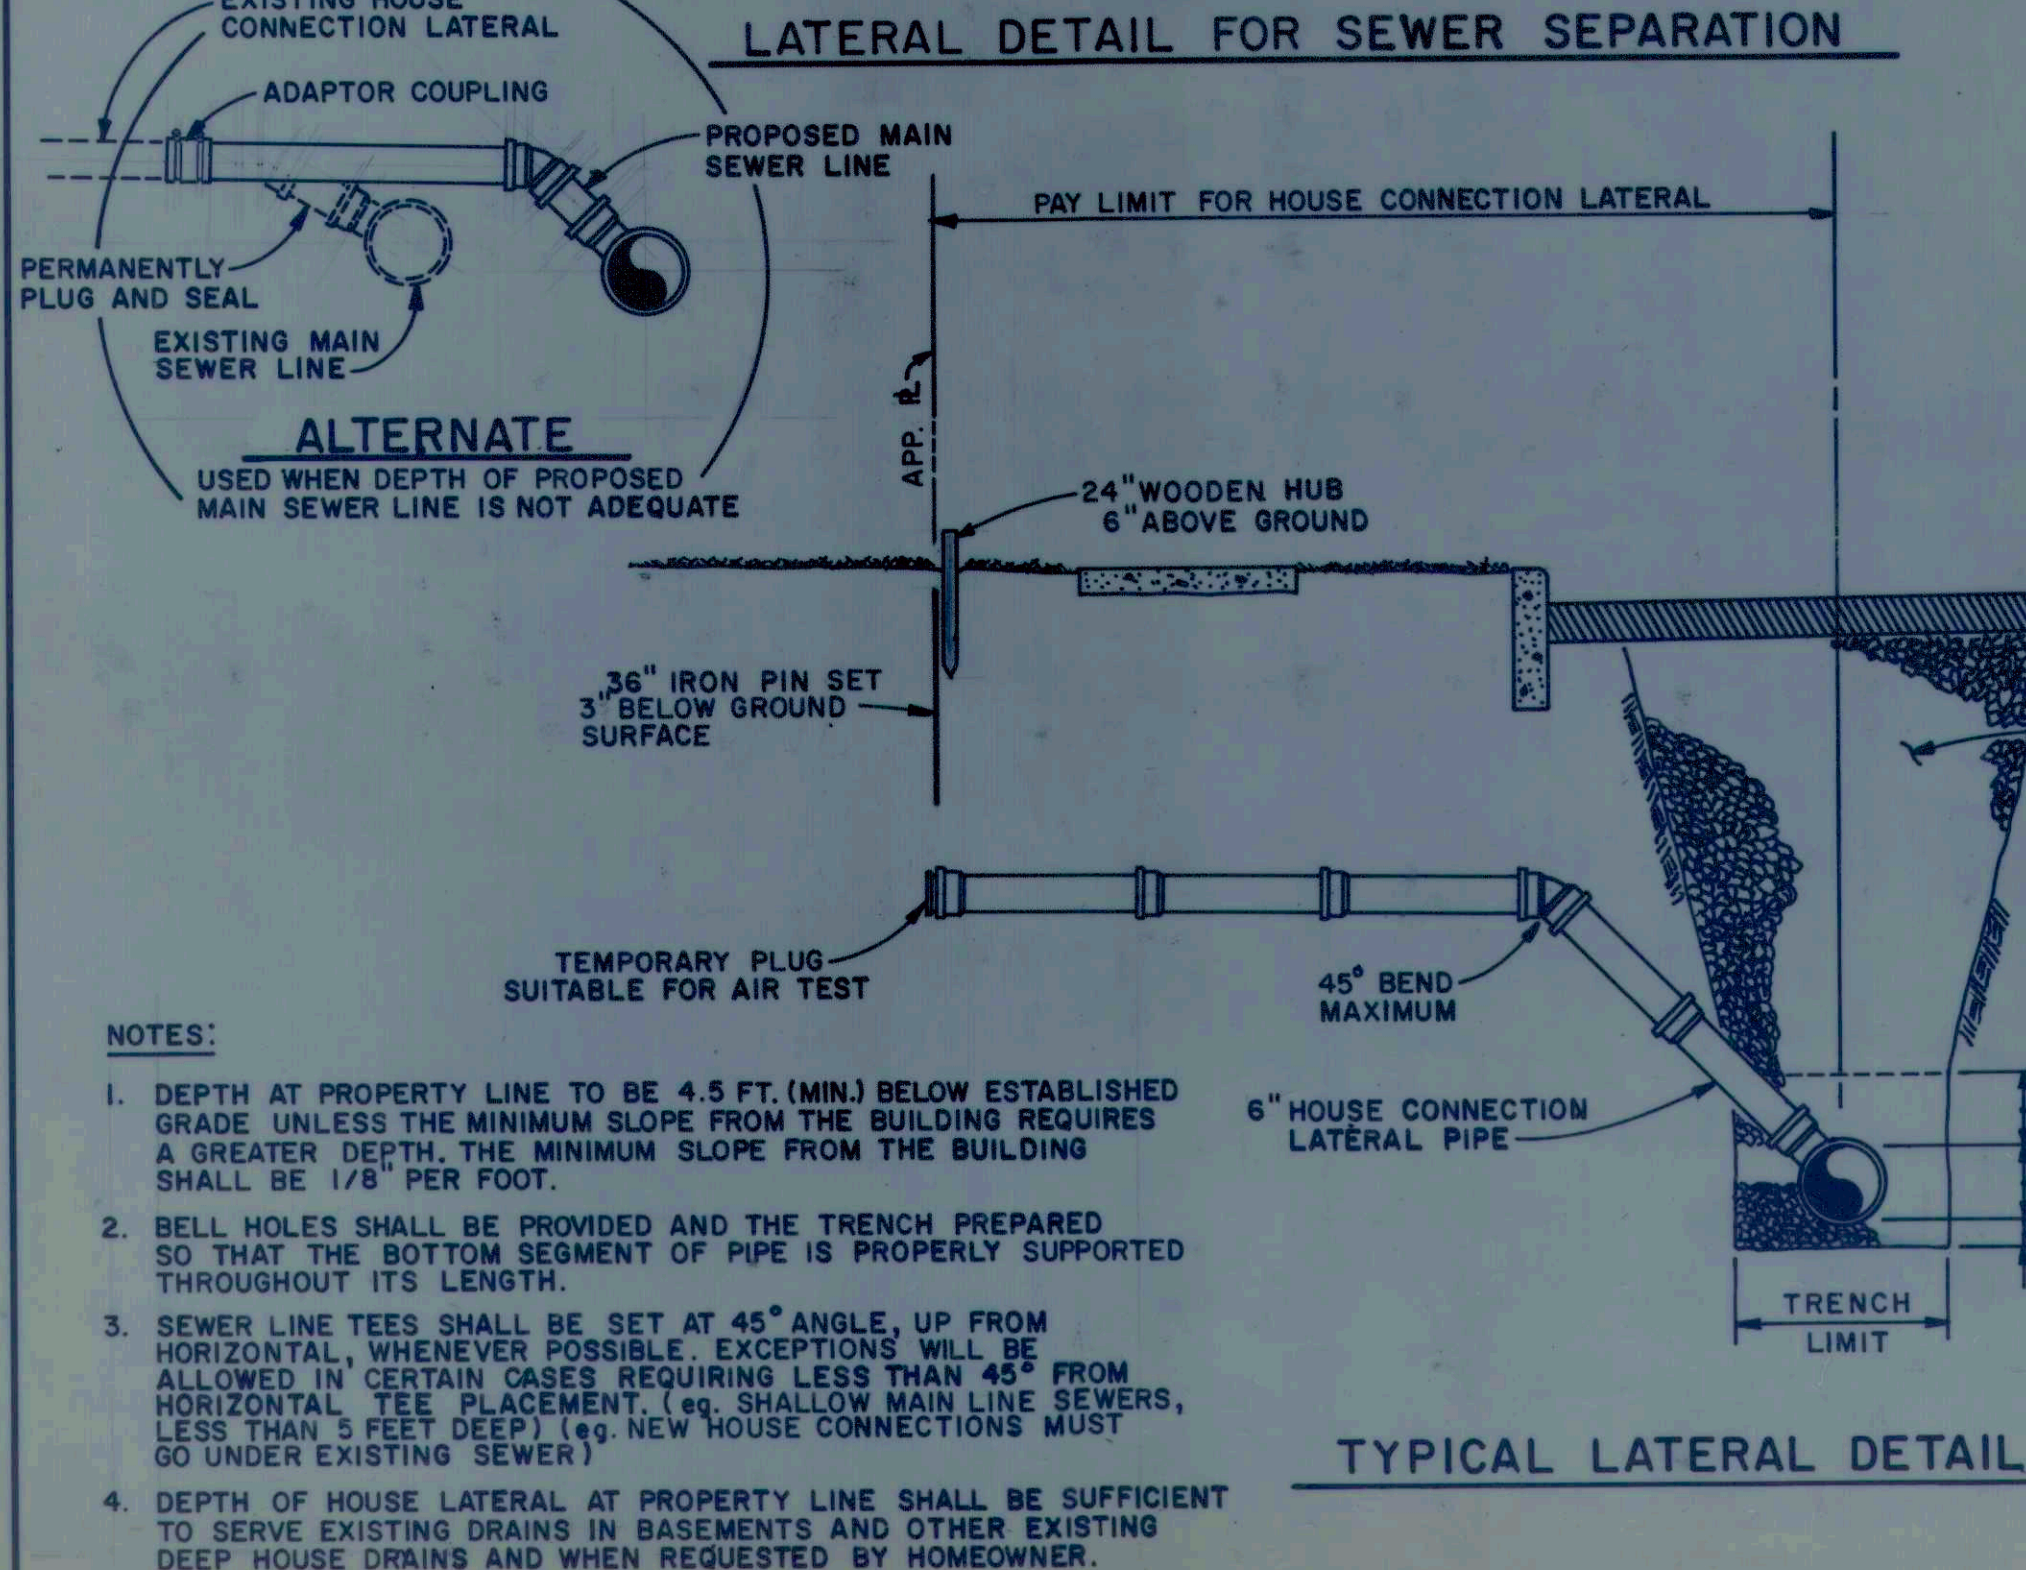 EXISTING HOUSE
CONNECTION LATERAL
LATERAL DETAIL FOR SEWER SEPARATION
ADAPTOR COUPLING
PROPOSED MAIN
SEWER LINE
PAY LIMIT FOR HOUSE CONNECTION LATERAL
PERMANENTLY
PLUG AND SEAL
EXISTING MAIN
SEWER LINE
APP. PL
ALTERNATE
USED WHEN DEPTH OF PROPOSED
MAIN SEWER LINE IS NOT ADEQUATE
24" WOODEN HUB
6" ABOVE GROUND
36" IRON PIN SET
3" BELOW GROUND
SURFACE
TEMPORARY PLUG
SUITABLE FOR AIR TEST
45° BEND
MAXIMUM
6" HOUSE CONNECTION
LATERAL PIPE
TRENCH
LIMIT
TYPICAL LATERAL DETAIL
NOTES:
1. DEPTH AT PROPERTY LINE TO BE 4.5 FT. (MIN.) BELOW ESTABLISHED
GRADE UNLESS THE MINIMUM SLOPE FROM THE BUILDING REQUIRES
A GREATER DEPTH. THE MINIMUM SLOPE FROM THE BUILDING
SHALL BE 1/8" PER FOOT.
2. BELL HOLES SHALL BE PROVIDED AND THE TRENCH PREPARED
SO THAT THE BOTTOM SEGMENT OF PIPE IS PROPERLY SUPPORTED
THROUGHOUT ITS LENGTH.
3. SEWER LINE TEES SHALL BE SET AT 45° ANGLE, UP FROM
HORIZONTAL, WHENEVER POSSIBLE. EXCEPTIONS WILL BE
ALLOWED IN CERTAIN CASES REQUIRING LESS THAN 45° FROM
HORIZONTAL TEE PLACEMENT. (eg. SHALLOW MAIN LINE SEWERS,
LESS THAN 5 FEET DEEP) (eg. NEW HOUSE CONNECTIONS MUST
GO UNDER EXISTING SEWER)
4. DEPTH OF HOUSE LATERAL AT PROPERTY LINE SHALL BE SUFFICIENT
TO SERVE EXISTING DRAINS IN BASEMENTS AND OTHER EXISTING
DEEP HOUSE DRAINS AND WHEN REQUESTED BY HOMEOWNER.